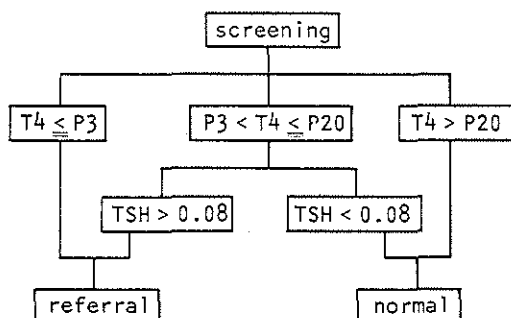 screening
T4 ≤ P3
P3 < T4 ≤ P20
T4 > P20
TSH > 0.08
TSH < 0.08
referral
normal